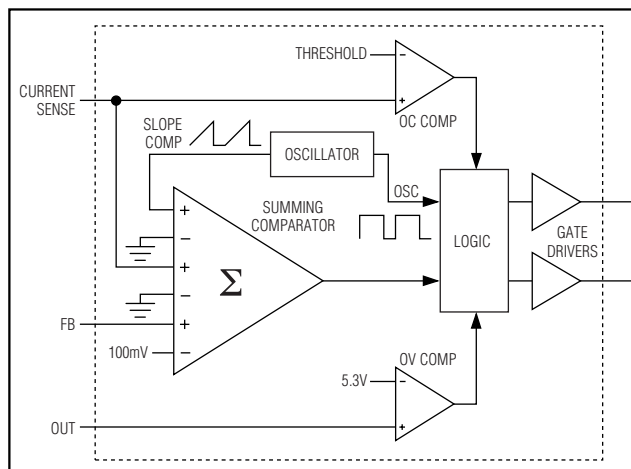 THRESHOLD
−
+
OC COMP
CURRENT
SENSE
SLOPE
COMP
OSCILLATOR
OSC
SUMMING
COMPARATOR
LOGIC
GATE
DRIVERS
+
−
+
−
+
−
Σ
FB
100mV
5.3V
−
+
OV COMP
OUT